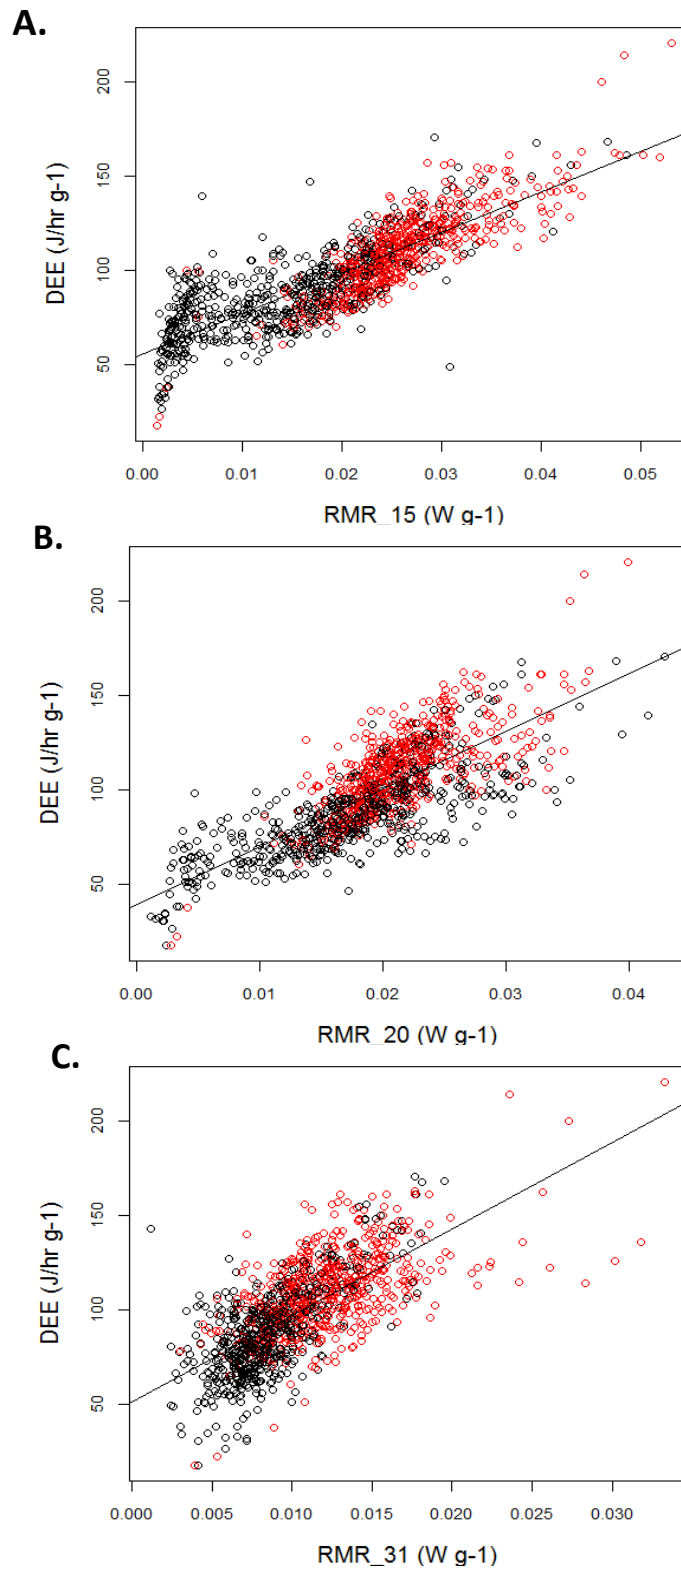 A.
DEE (J/hr g-1)
50 100 150 200
0.00 0.01 0.02 0.03 0.04 0.05
RMR_15 (W g-1)
B.
DEE (J/hr g-1)
50 100 150 200
0.00 0.01 0.02 0.03 0.04
RMR_20 (W g-1)
C.
DEE (J/hr g-1)
50 100 150 200
0.000 0.005 0.010 0.015 0.020 0.025 0.030
RMR_31 (W g-1)